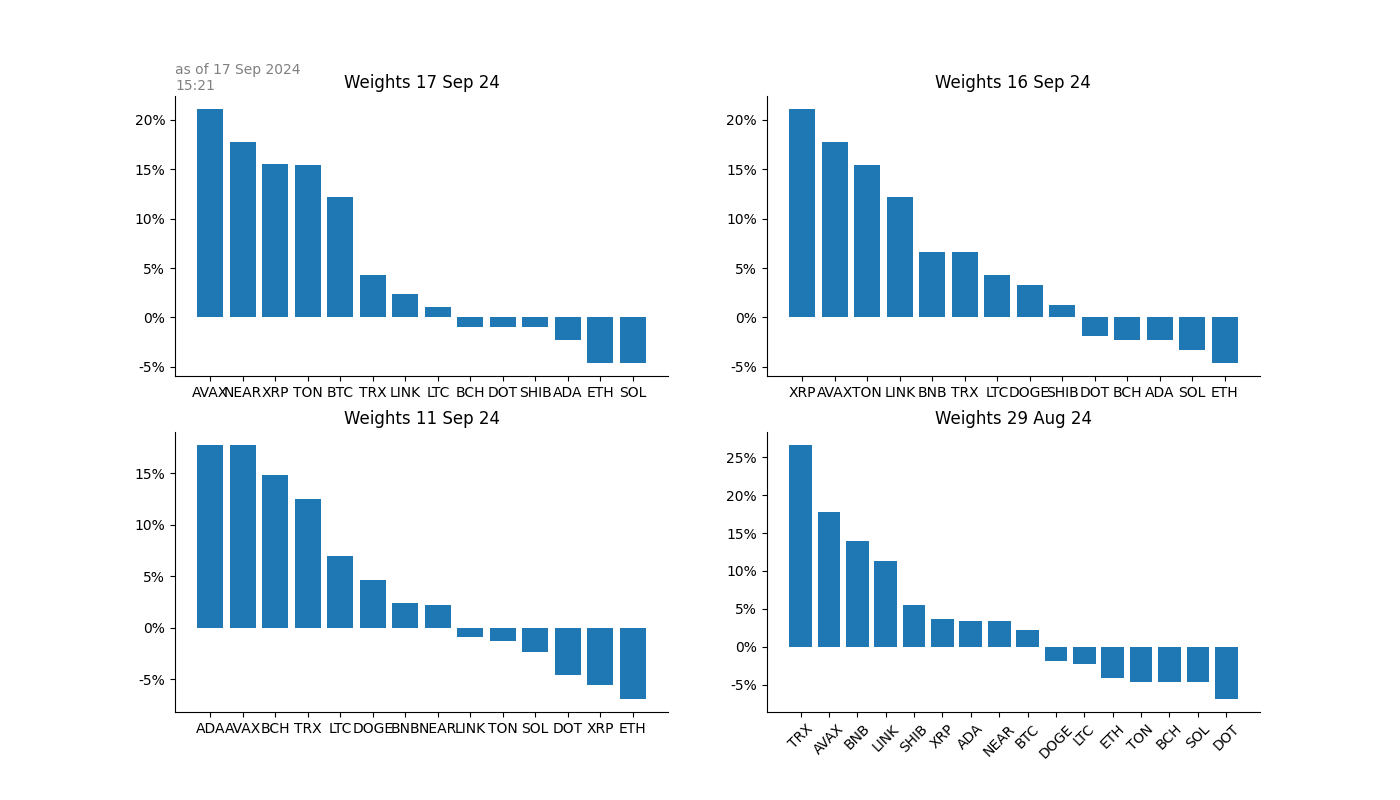 as of 17 Sep 2024
15:21
Weights 17 Sep 24
20%
15%
10%
5%
0%
-5%
AVAX NEAR XRP TON BTC TRX LINK LTC BCH DOT SHIB ADA ETH SOL
Weights 16 Sep 24
20%
15%
10%
5%
0%
-5%
XRP AVAX TON LINK BNB TRX LTC DOGE SHIB DOT BCH ADA SOL ETH
Weights 11 Sep 24
15%
10%
5%
0%
-5%
ADA AVAX BCH TRX LTC DOGE BNB NEAR LINK TON SOL DOT XRP ETH
Weights 29 Aug 24
25%
20%
15%
10%
5%
0%
-5%
TRX AVAX BNB LINK SHIB XRP ADA NEAR BTC DOGE LTC ETH TON BCH SOL DOT